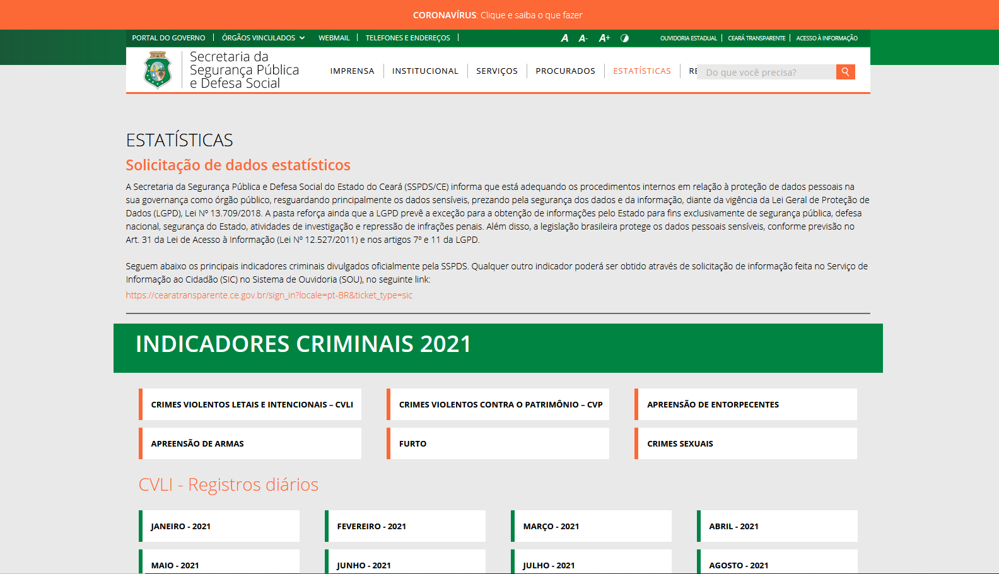 CORONAVÍRUS: Clique e saiba o que fazer
PORTAL DO GOVERNO ÓRGÃOS VINCULADOS WEBMAIL TELEFONES E ENDEREÇOS A A- A+ OUVIDORIA ESTADUAL CEARÁ TRANSPARENTE ACESSO À INFORMAÇÃO
Secretaria da
Segurança Pública
e Defesa Social
IMPRENSA INSTITUCIONAL SERVIÇOS PROCURADOS ESTATÍSTICAS RE Do que você precisa?
ESTATÍSTICAS
Solicitação de dados estatísticos
A Secretaria da Segurança Pública e Defesa Social do Estado do Ceará (SSPDS/CE) informa que está adequando os procedimentos internos em relação à proteção de dados pessoais na
sua governança como órgão público, resguardando principalmente os dados sensíveis, prezando pela segurança dos dados e da informação, diante da vigência da Lei Geral de Proteção de
Dados (LGPD), Lei Nº 13.709/2018. A pasta reforça ainda que a LGPD prevê a exceção para a obtenção de informações pelo Estado para fins exclusivamente de segurança pública, defesa
nacional, segurança do Estado, atividades de investigação e repressão de infrações penais. Além disso, a legislação brasileira protege os dados pessoais sensíveis, conforme previsão no
Art. 31 da Lei de Acesso à Informação (Lei Nº 12.527/2011) e nos artigos 7º e 11 da LGPD.
Seguem abaixo os principais indicadores criminais divulgados oficialmente pela SSPDS. Qualquer outro indicador poderá ser obtido através de solicitação de informação feita no Serviço de
Informação ao Cidadão (SIC) no Sistema de Ouvidoria (SOU), no seguinte link:
https://cearatransparente.ce.gov.br/sign_in?locale=pt-BR&ticket_type=sic
INDICADORES CRIMINAIS 2021
CRIMES VIOLENTOS LETAIS E INTENCIONAIS – CVLI CRIMES VIOLENTOS CONTRA O PATRIMÔNIO – CVP APREENSÃO DE ENTORPECENTES
APREENSÃO DE ARMAS FURTO CRIMES SEXUAIS
CVLI - Registros diários
JANEIRO - 2021 FEVEREIRO - 2021 MARÇO - 2021 ABRIL - 2021
MAIO - 2021 JUNHO - 2021 JULHO - 2021 AGOSTO - 2021